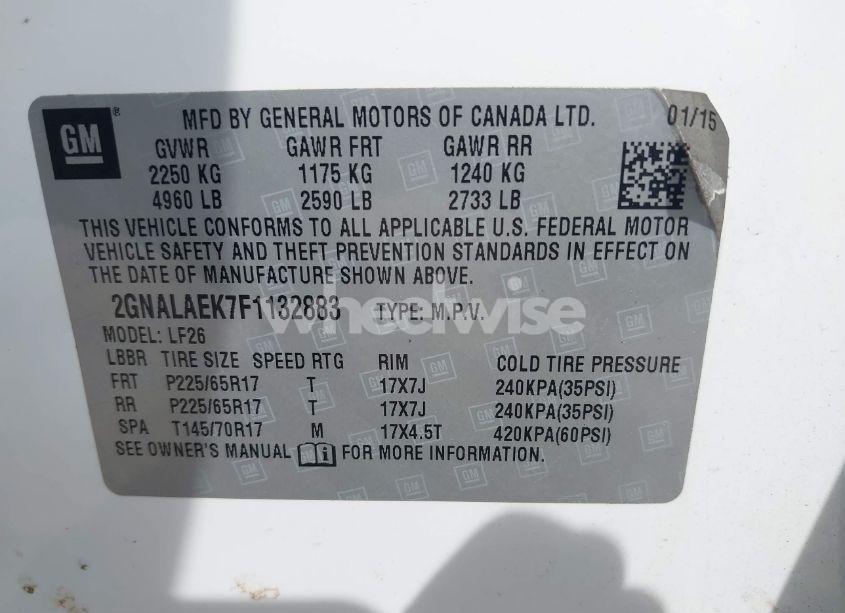 GM ®
MFD BY GENERAL MOTORS OF CANADA LTD. 01/15
GVWR GAWR FRT GAWR RR
2250 KG 1175 KG 1240 KG
4960 LB 2590 LB 2733 LB
THIS VEHICLE CONFORMS TO ALL APPLICABLE U.S. FEDERAL MOTOR
VEHICLE SAFETY AND THEFT PREVENTION STANDARDS IN EFFECT ON
THE DATE OF MANUFACTURE SHOWN ABOVE.
2GNALAEK7F1132883 TYPE: M.P.V.
wheelwise
MODEL: LF26
LBBR TIRE SIZE SPEED RTG RIM COLD TIRE PRESSURE
FRT P225/65R17 T 17X7J 240KPA(35PSI)
RR P225/65R17 T 17X7J 240KPA(35PSI)
SPA T145/70R17 M 17X4.5T 420KPA(60PSI)
SEE OWNER'S MANUAL FOR MORE INFORMATION.